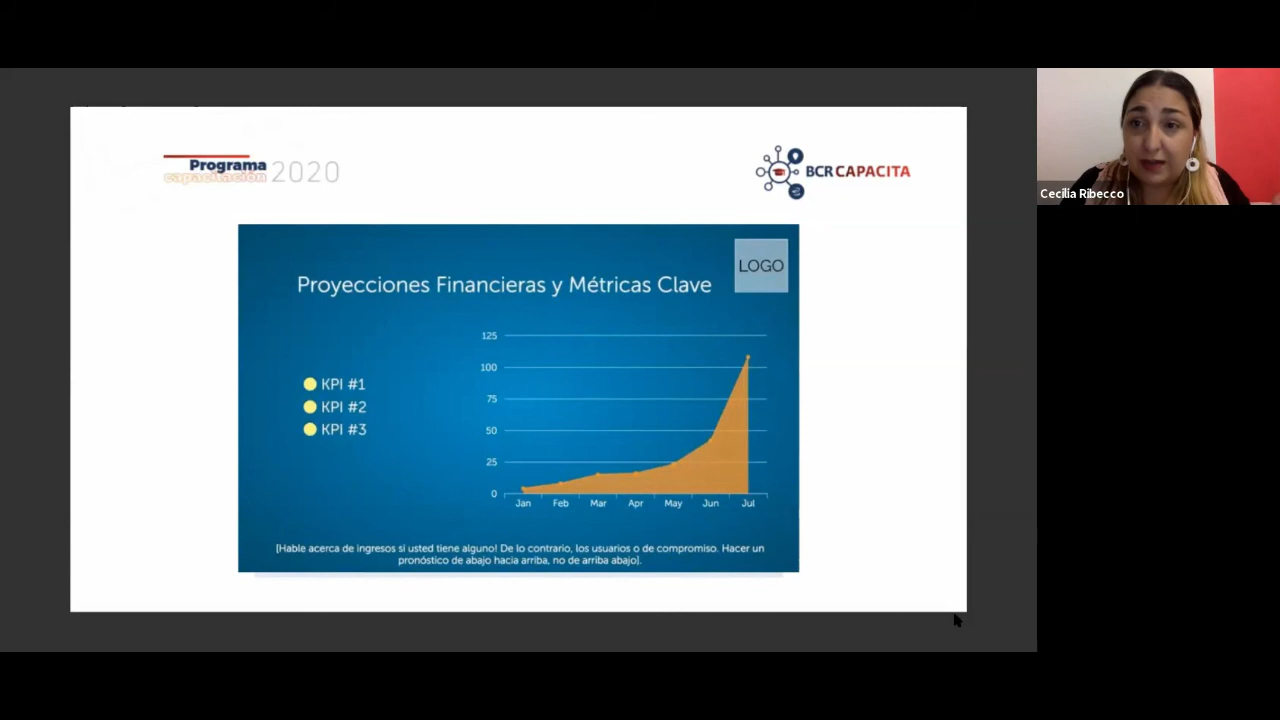 Programa
capacitación 2020
BCR CAPACITA
Cecilia Ribecco
LOGO
Proyecciones Financieras y Métricas Clave
KPI #1
KPI #2
KPI #3
125
100
75
50
25
0
Jan Feb Mar Apr May Jun Jul
[Hable acerca de ingresos si usted tiene alguno! De lo contrario, los usuarios o de compromiso. Hacer un
pronóstico de abajo hacia arriba, no de arriba abajo].